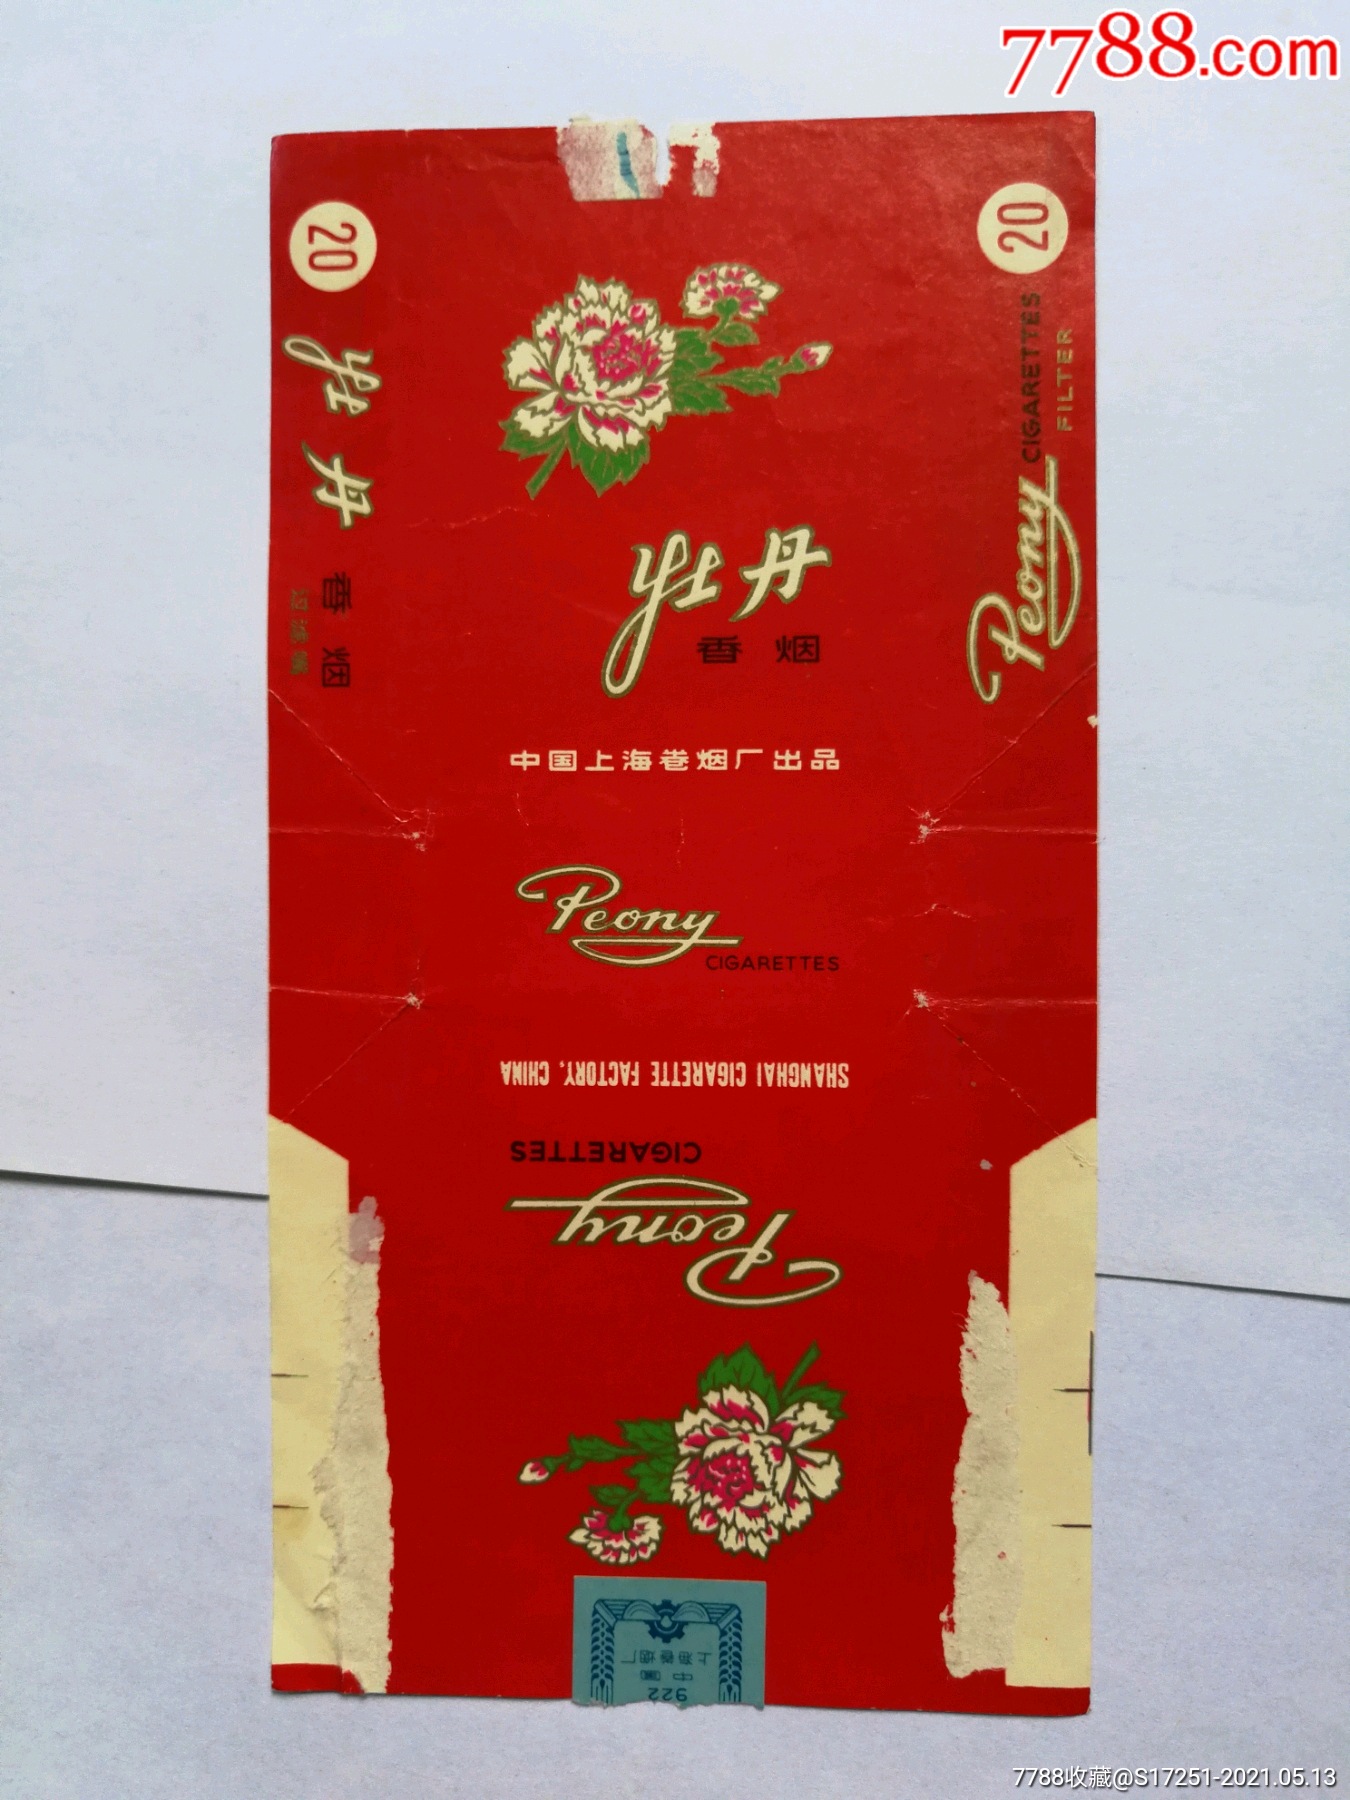 7788.com
20
牡丹
香烟
过滤嘴
20
Peony
CIGARETTES
FILTER
牡丹
香烟
中国上海卷烟厂出品
Peony
CIGARETTES
SHANGHAI CIGARETTE FACTORY, CHINA
CIGARETTES
Peony
922
中国
上海卷烟厂
7788收藏@S17251-2021.05.13